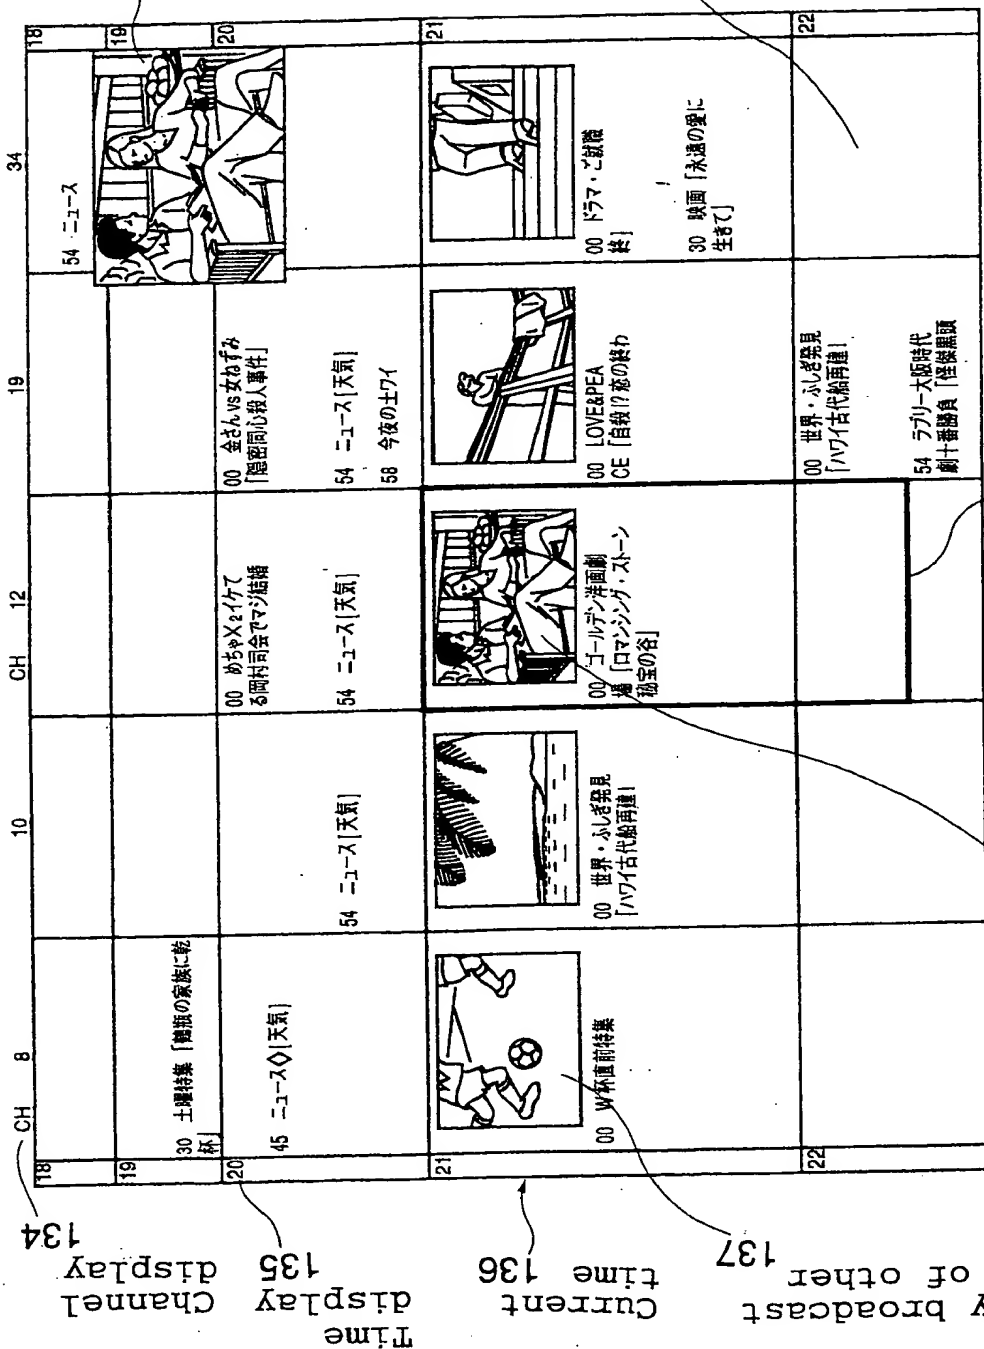 CH 8 10 CH 12 19 34
18
19
20
21
22
18
19
20
21
22
30 土曜特集「鶴瓶の家族に乾
杯」
45 ニュース◇[天気]
00 W杯直前特集
54 ニュース[天気]
00 世界・ふしぎ発見
「ハワイ古代船再建」
00 めちゃ×2イケて
る岡村司会でマジ結婚
54 ニュース[天気]
00 ゴールデン洋画劇
場「ロマンシング・ストーン
秘宝の谷」
00 金さんvs女ねずみ
「隠密同心殺人事件」
54 ニュース[天気]
58 今夜の土ワイ
00 LOVE&PEA
CE「自殺!?恋の終わ
00 世界・ふしぎ発見
「ハワイ古代船再建」
54 ラブリー大阪時代
劇十番勝負「怪傑黒頭
54 ニュース
00 ドラマ・ご就職
終」
30 映画「永遠の愛に
生きて」
134
Channel
display
135
Time
display
Current
time 136
137
y broadcast
of other